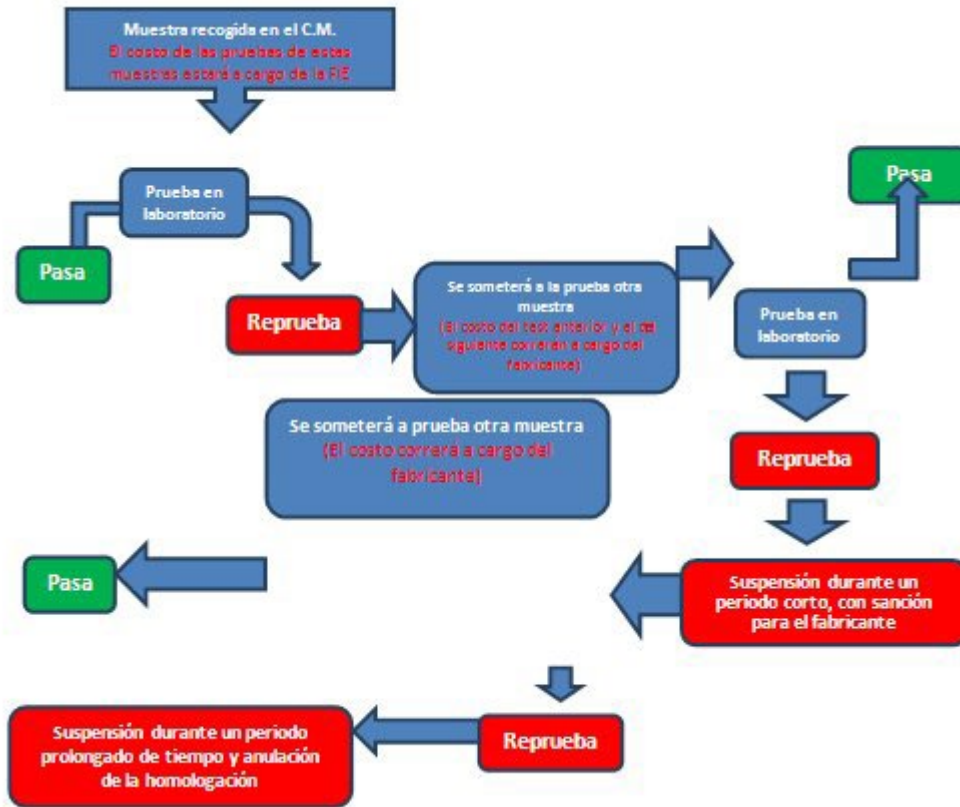 Muestra recogida en el C.M.
El costo de las pruebas de estas
muestras estará a cargo de la FIE
Prueba en
laboratorio
Pasa
Pasa
Reprueba
Se someterá a la prueba otra
muestra
(El costo del test anterior y el del
siguiente correrán a cargo del
fabricante)
Prueba en
laboratorio
Se someterá a prueba otra muestra
(El costo correrá a cargo del
fabricante)
Reprueba
Pasa
Suspensión durante un
periodo corto, con sanción
para el fabricante
Suspensión durante un periodo
prolongado de tiempo y anulación
de la homologación
Reprueba